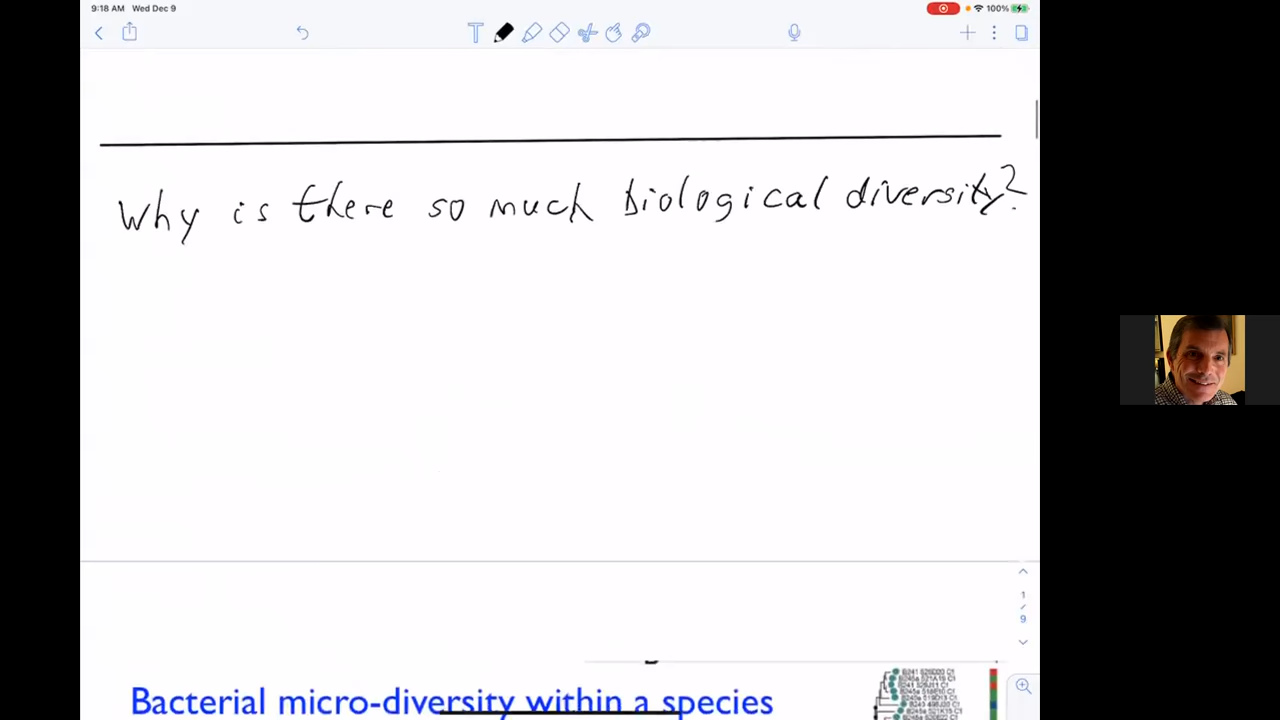 9:18 AM Wed Dec 9
100%
T
Why is there so much biological diversity?
1
/
9
Bacterial micro-diversity within a species